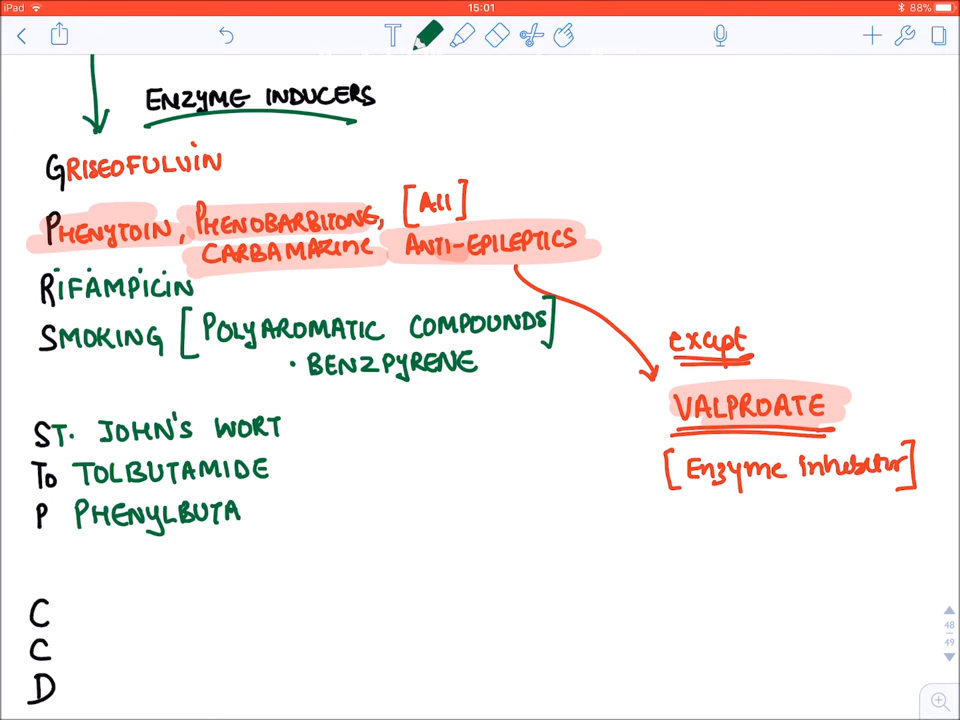 iPad 15:01 88%
T
ENZYME INDUCERS
GRISEOFULVIN
PHENYTOIN, PHENOBARBITONE, [All]
CARBAMAZINE ANTI-EPILEPTICS
RIFAMPICIN
SMOKING [POLYAROMATIC COMPOUNDS]
· BENZPYRENE
except
VALPROATE
[Enzyme inhibitor]
ST. JOHN'S WORT
TO TOLBUTAMIDE
P PHENYLBUTA
C
C
D
48
49